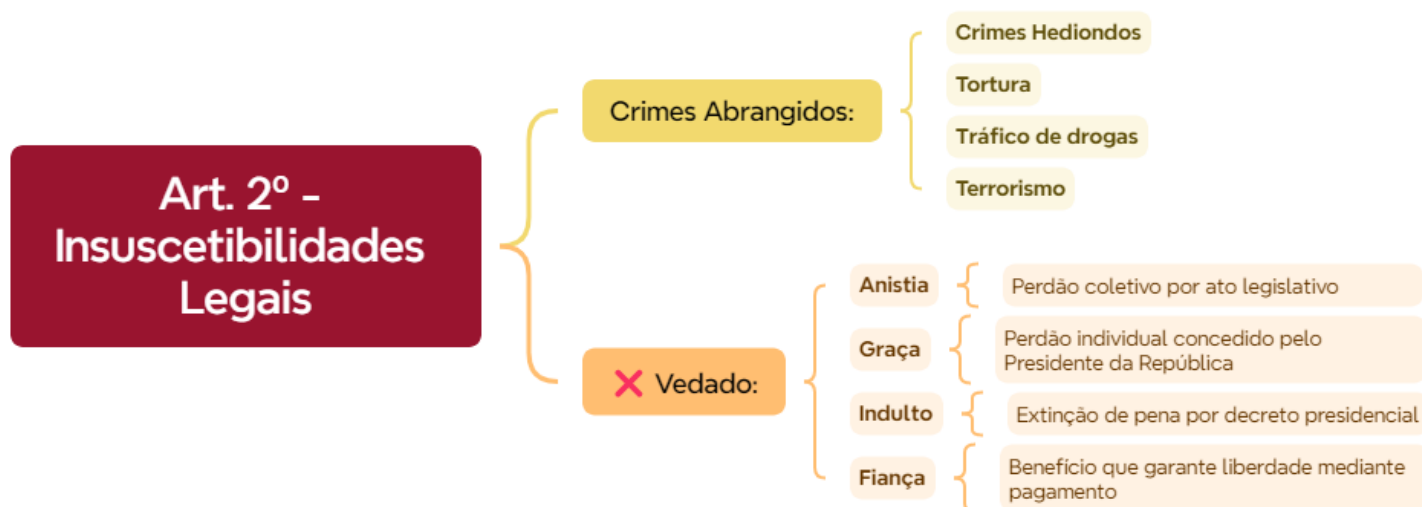 Art. 2º -
Insuscetibilidades
Legais
Crimes Abrangidos:
Crimes Hediondos
Tortura
Tráfico de drogas
Terrorismo
❌ Vedado:
Anistia
Perdão coletivo por ato legislativo
Graça
Perdão individual concedido pelo
Presidente da República
Indulto
Extinção de pena por decreto presidencial
Fiança
Benefício que garante liberdade mediante
pagamento